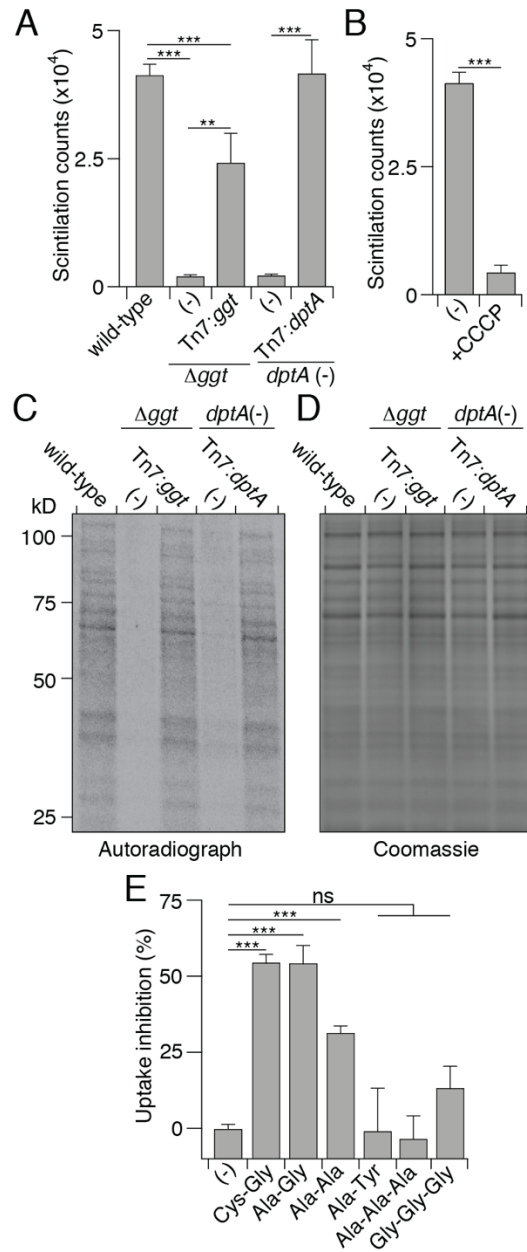 A
Scintilation counts (x10⁴)
5
2.5
0
***
***
**
***
wild-type
(-)
Tn7:ggt
(-)
Tn7:dptA
Δggt
dptA (-)
B
Scintilation counts (x10⁴)
5
2.5
0
***
(-)
+CCCP
C
Δggt
dptA(-)
wild-type
(-)
Tn7:ggt
(-)
Tn7:dptA
kD
100
75
50
25
Autoradiograph
D
Δggt
dptA(-)
wild-type
(-)
Tn7:ggt
(-)
Tn7:dptA
Coomassie
E
Uptake inhibition (%)
75
50
25
0
ns
***
***
***
(-)
Cys-Gly
Ala-Gly
Ala-Ala
Ala-Tyr
Ala-Ala-Ala
Gly-Gly-Gly